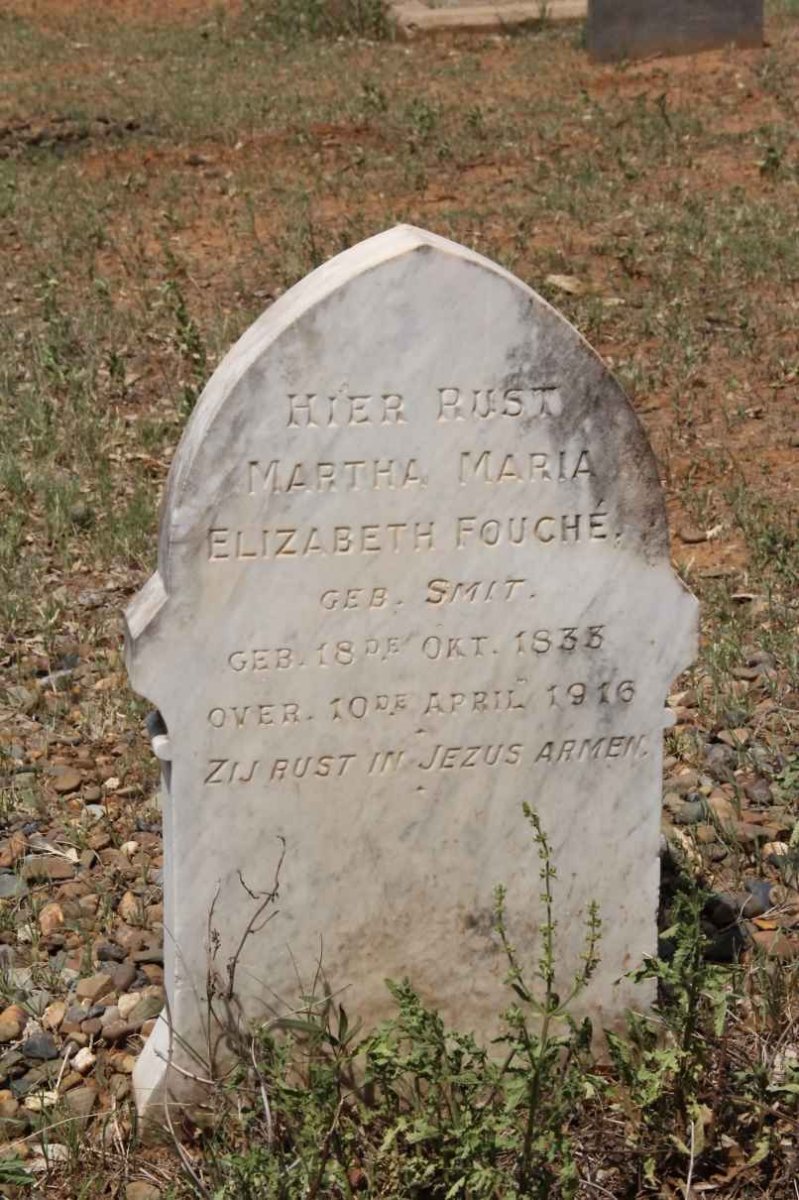 HIER RUST
MARTHA MARIA
ELIZABETH FOUCHÉ.
GEB. SMIT.
GEB. 18DE OKT. 1833
OVER. 10DE APRIL 1916
ZIJ RUST IN JEZUS ARMEN.